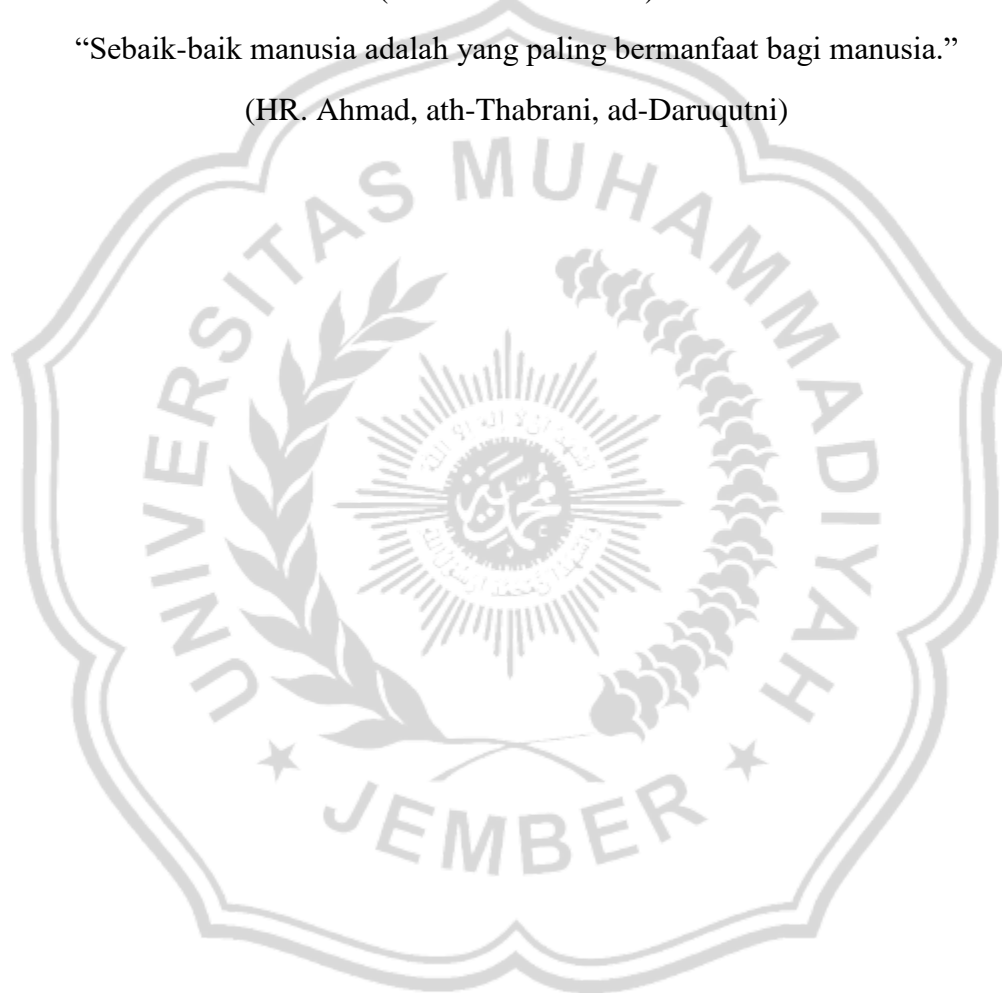 “Sebaik-baik manusia adalah yang paling bermanfaat bagi manusia.”
(HR. Ahmad, ath-Thabrani, ad-Daruqutni)
UNIVERSITAS MUHAMMADIYAH
JEMBER